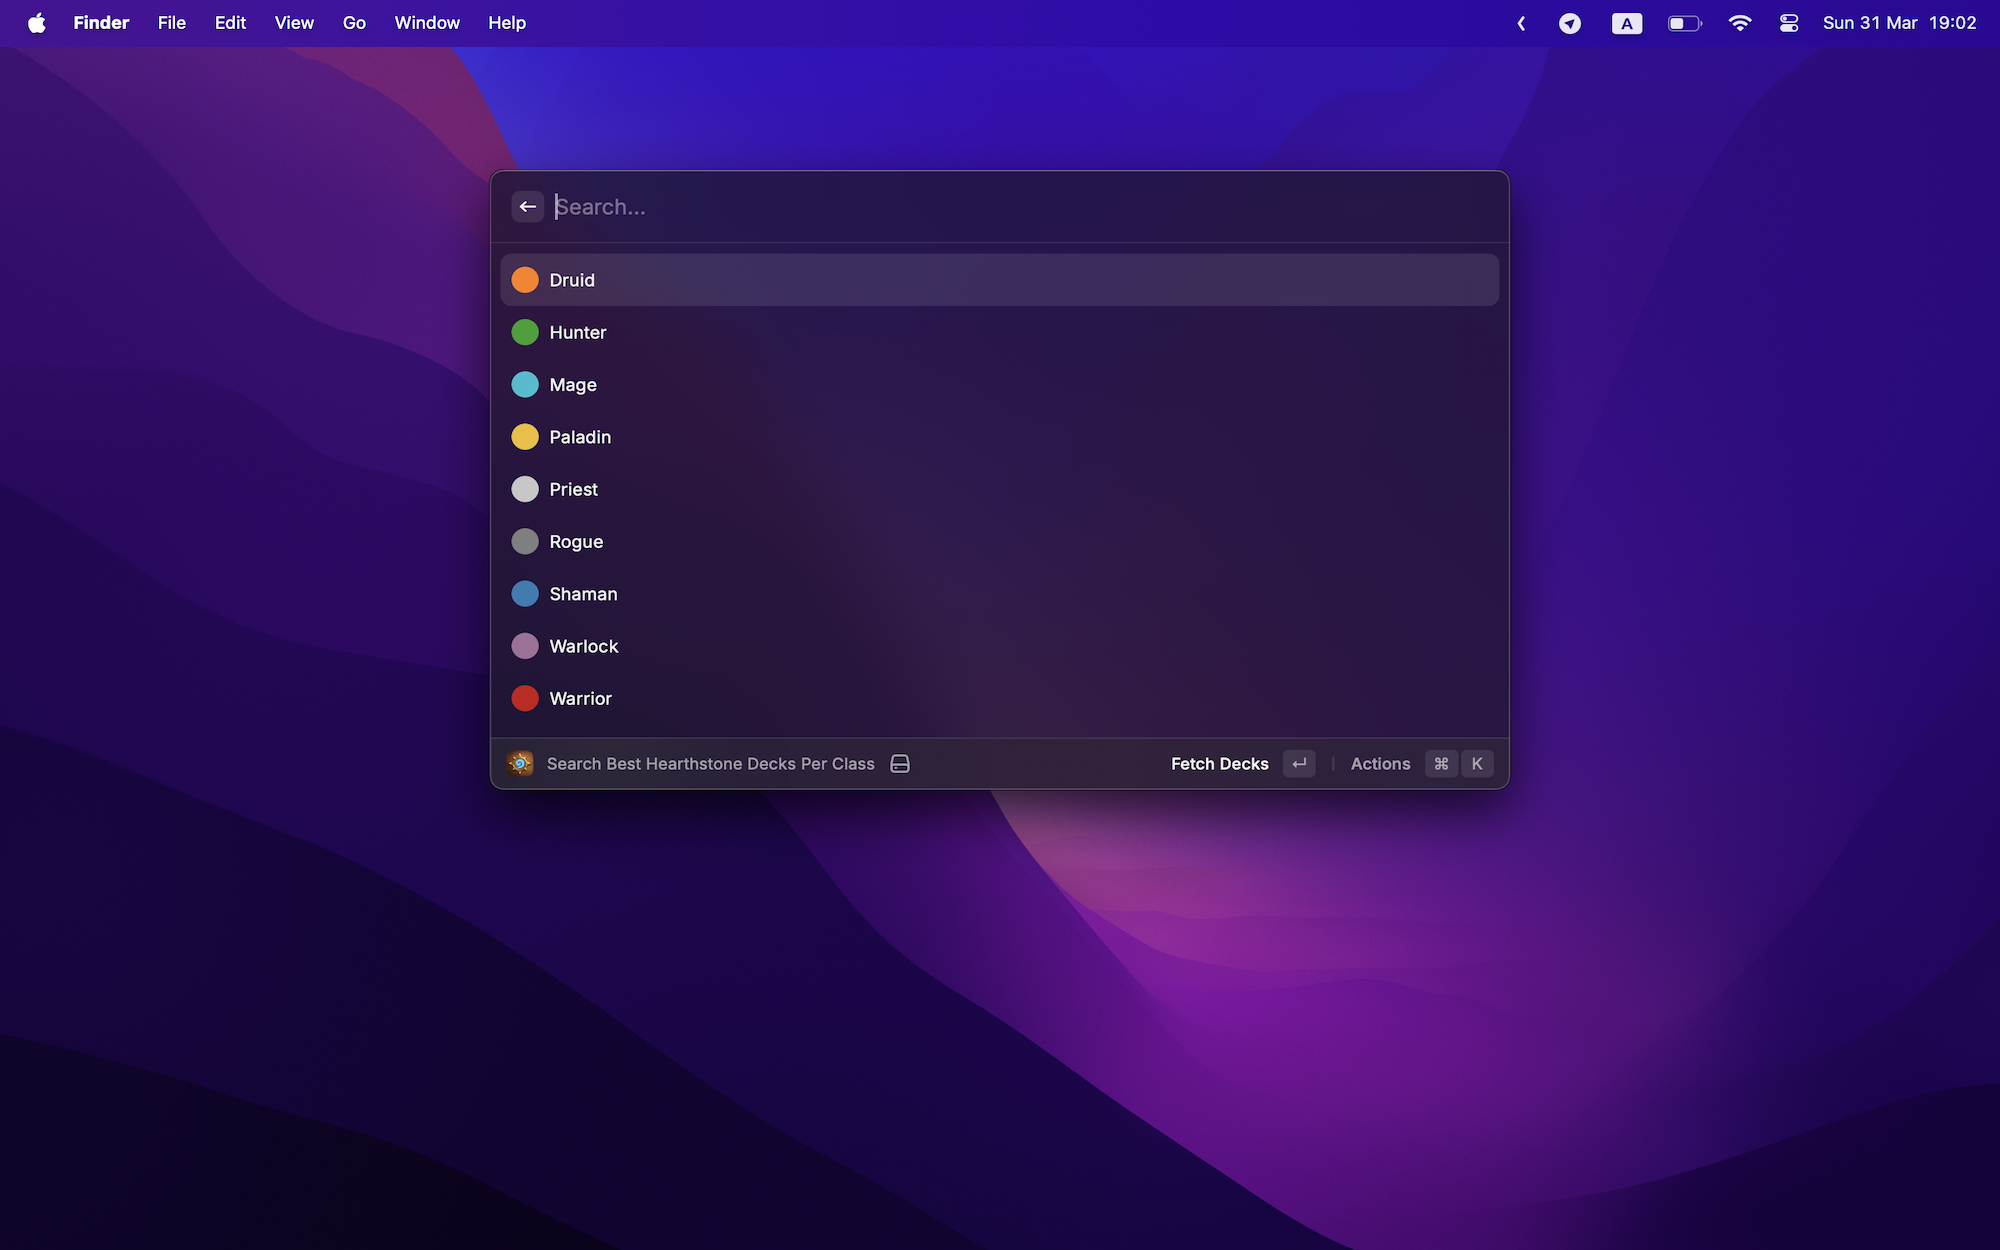 Finder File Edit View Go Window Help A Sun 31 Mar 19:02
Search...
Druid
Hunter
Mage
Paladin
Priest
Rogue
Shaman
Warlock
Warrior
Search Best Hearthstone Decks Per Class Fetch Decks ↵ Actions ⌘ K